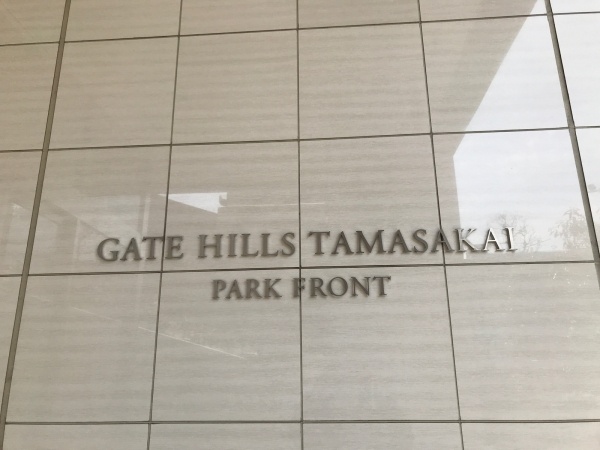 GATE HILLS TAMASAKAI
PARK FRONT